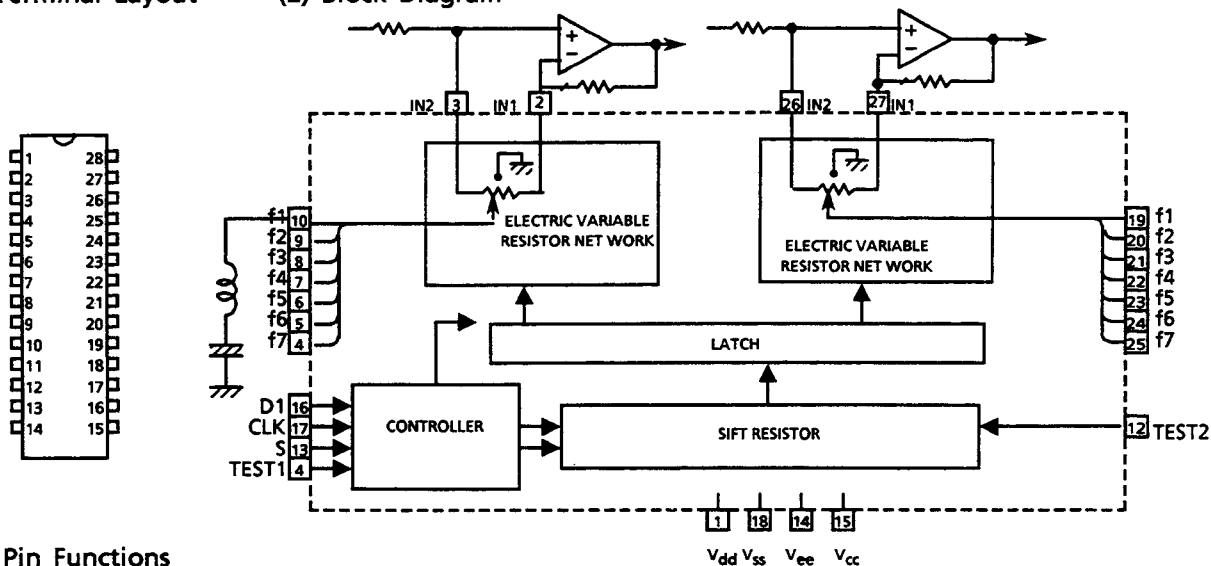 Terminal Layout (2) Block Diagram
IN2 3 IN1 2
26 IN2 27 IN1
+
−
+
−
1 28
2 27
3 26
4 25
5 24
6 23
7 22
8 21
9 20
10 19
11 18
12 17
13 16
14 15
f1 10
f2 9
f3 8
f4 7
f5 6
f6 5
f7 4
ELECTRIC VARIABLE
RESISTOR NET WORK
ELECTRIC VARIABLE
RESISTOR NET WORK
19 f1
20 f2
21 f3
22 f4
23 f5
24 f6
25 f7
LATCH
D1 16
CLK 17
S 13
TEST1 4
CONTROLLER
SIFT RESISTOR
12 TEST2
1 18 14 15
Vdd Vss Vee Vcc
Pin Functions